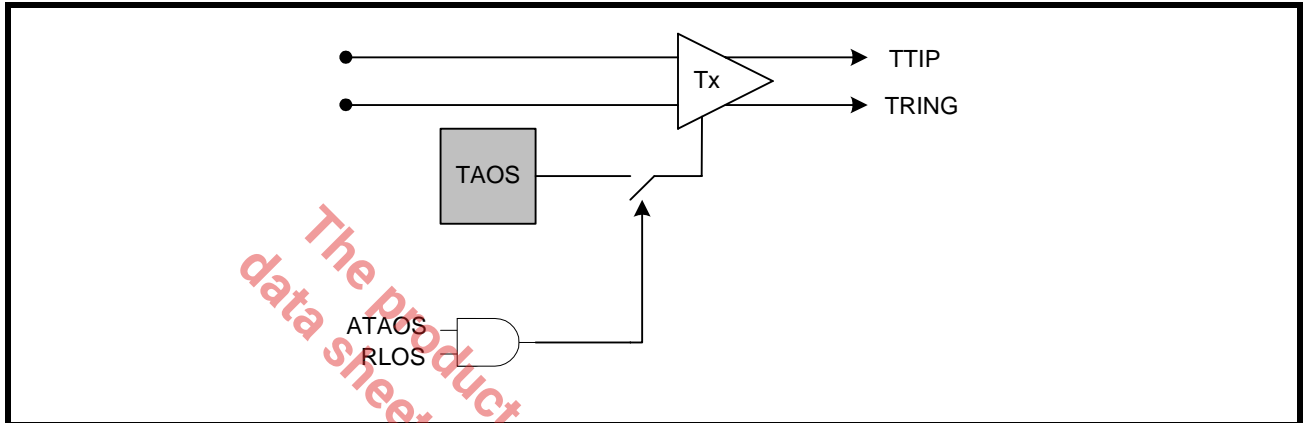 TTIP
Tx
TRING
TAOS
The product
data sheet
ATAOS
RLOS